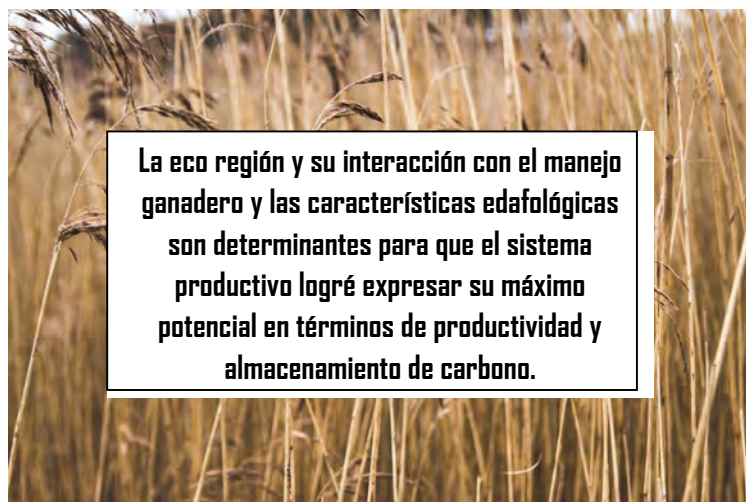 La eco región y su interacción con el manejo
ganadero y las características edafológicas
son determinantes para que el sistema
productivo logré expresar su máximo
potencial en términos de productividad y
almacenamiento de carbono.